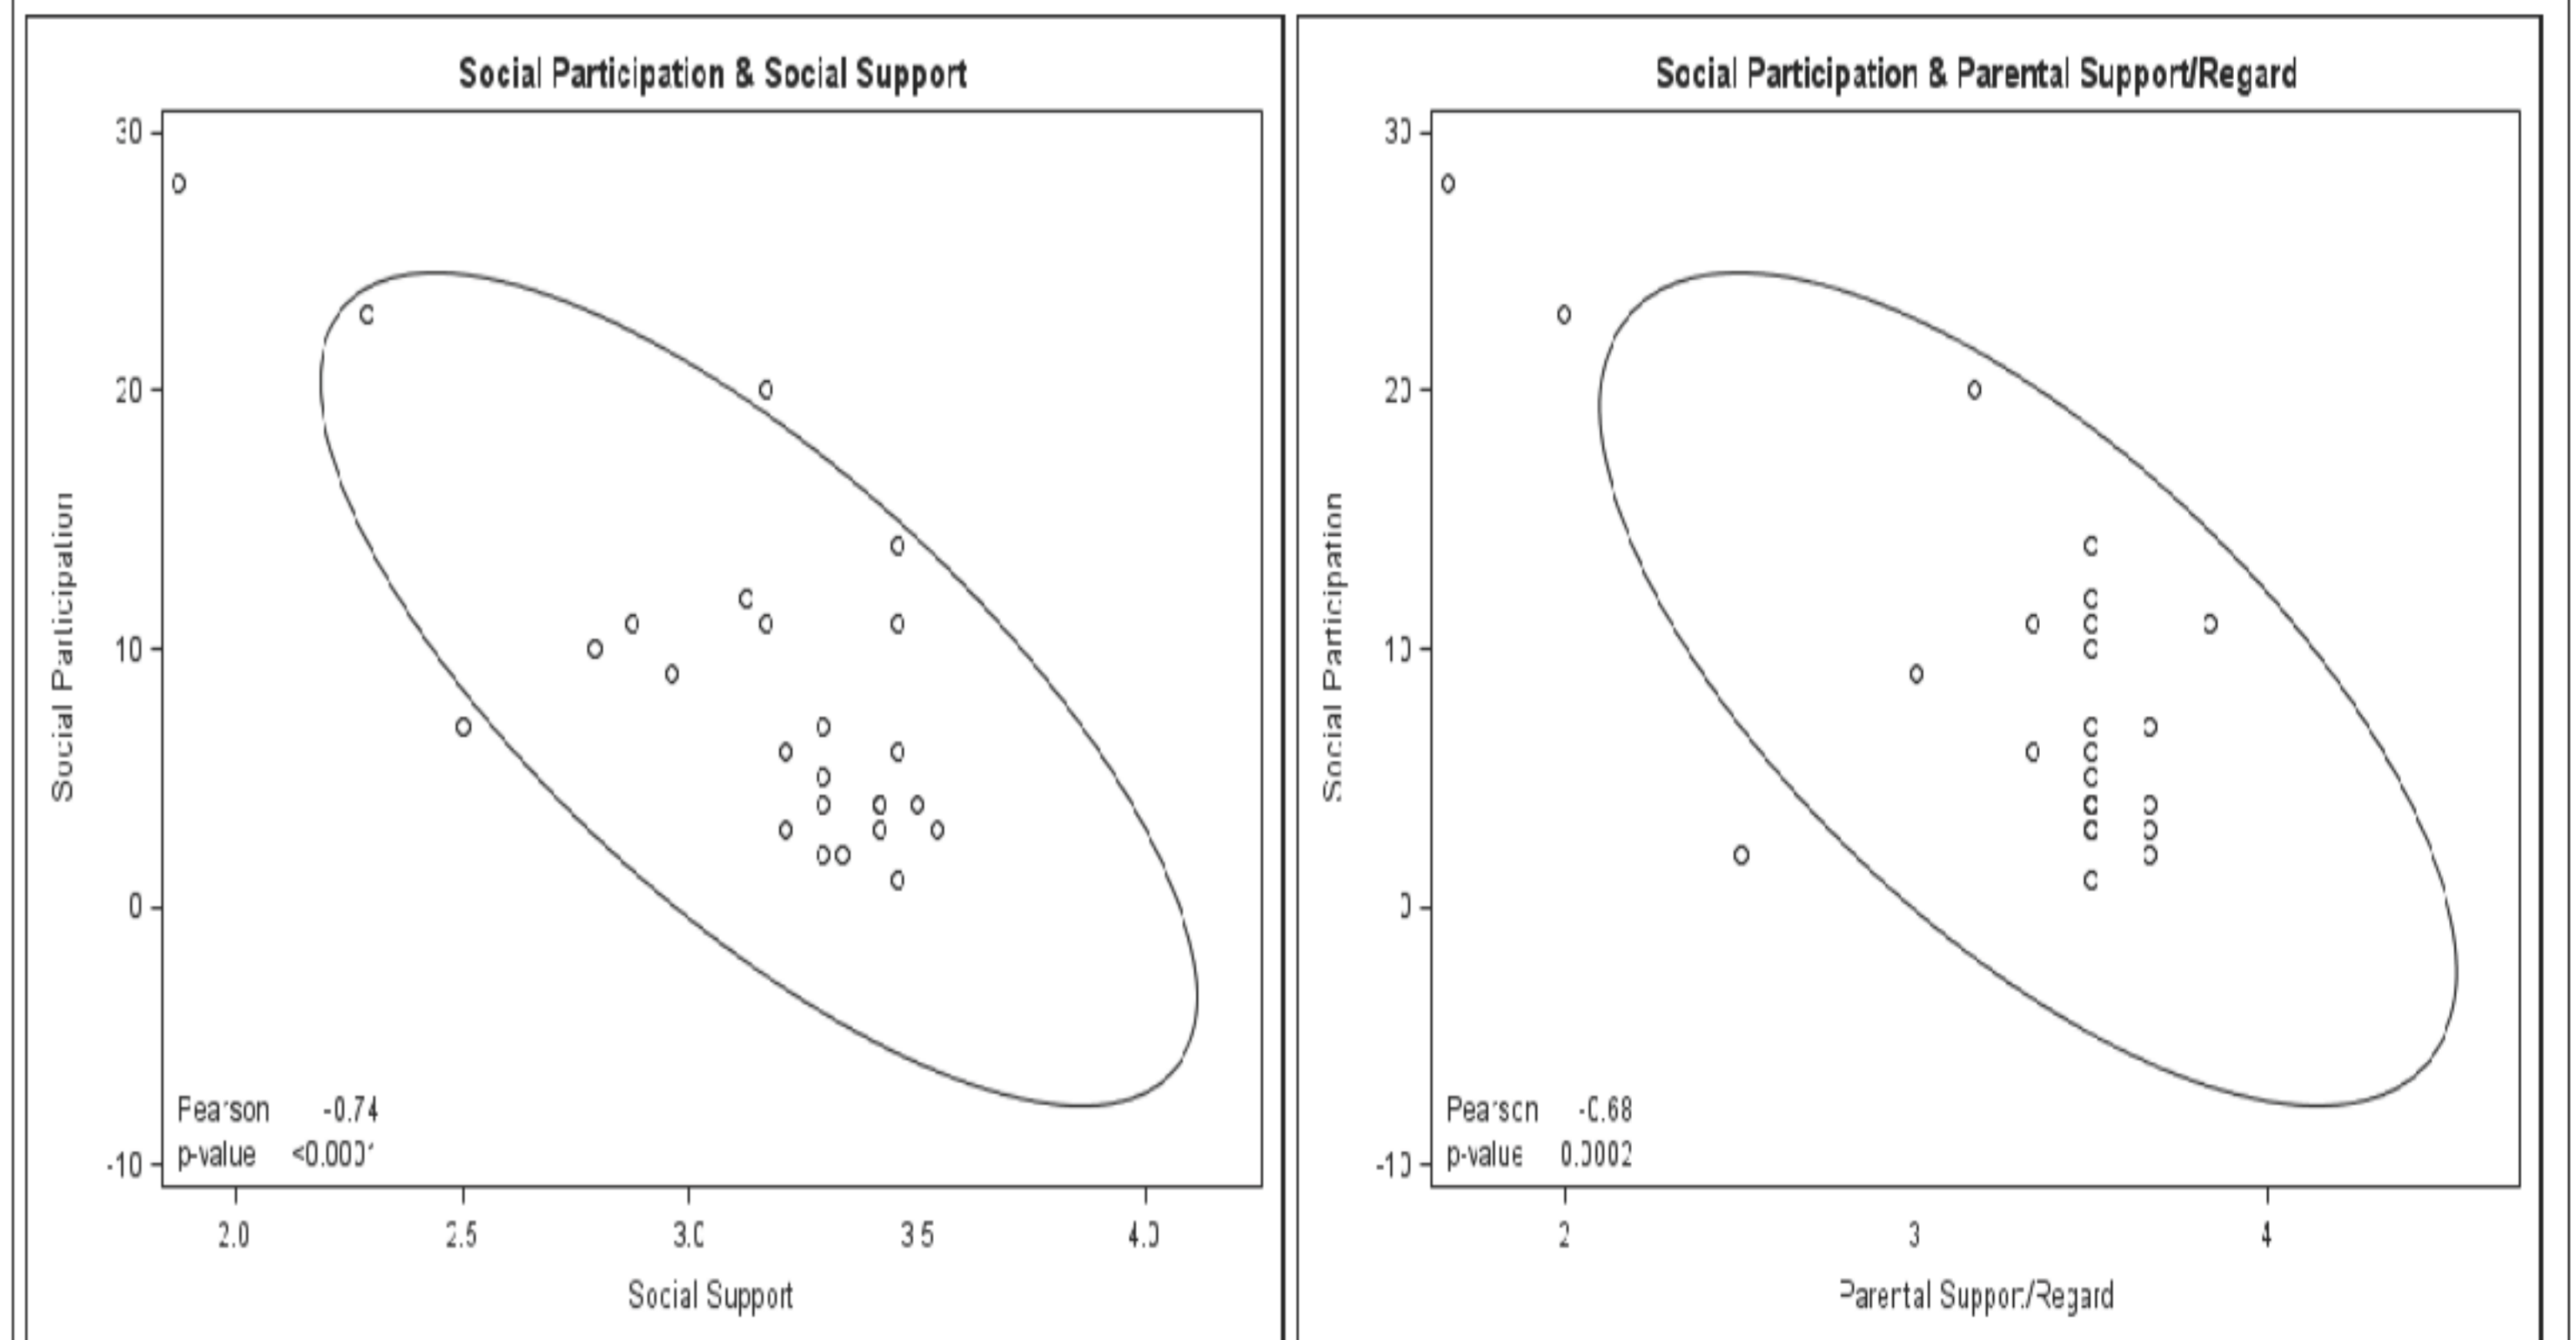 Social Participation & Social Support
30
20
10
0
-10
Social Participation
Pearson -0.74
p-value <0.0001
2.0 2.5 3.0 3.5 4.0
Social Support
Social Participation & Parental Support/Regard
30
20
10
0
-10
Social Participation
Pearson -0.68
p-value 0.0002
2 3 4
Parental Support/Regard